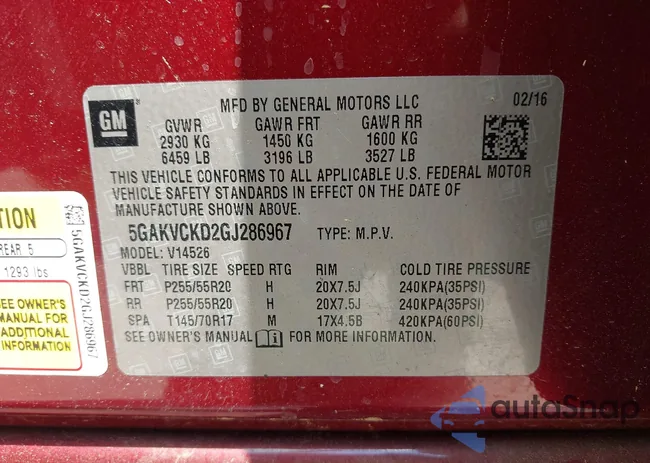 GM
MFD BY GENERAL MOTORS LLC 02/16
GVWR GAWR FRT GAWR RR
2930 KG 1450 KG 1600 KG
6459 LB 3196 LB 3527 LB
THIS VEHICLE CONFORMS TO ALL APPLICABLE U.S. FEDERAL MOTOR
VEHICLE SAFETY STANDARDS IN EFFECT ON THE DATE OF
MANUFACTURE SHOWN ABOVE.
5GAKVCKD2GJ286967 TYPE: M.P.V.
MODEL: V14526
VBBL TIRE SIZE SPEED RTG RIM COLD TIRE PRESSURE
FRT P255/55R20 H 20X7.5J 240KPA(35PSI)
RR P255/55R20 H 20X7.5J 240KPA(35PSI)
SPA T145/70R17 M 17X4.5B 420KPA(60PSI)
SEE OWNER'S MANUAL FOR MORE INFORMATION
TION
REAR 5
1293 lbs
SEE OWNER'S
MANUAL FOR
ADDITIONAL
INFORMATION
5GAKVCKD2GJ286967
autoSnap